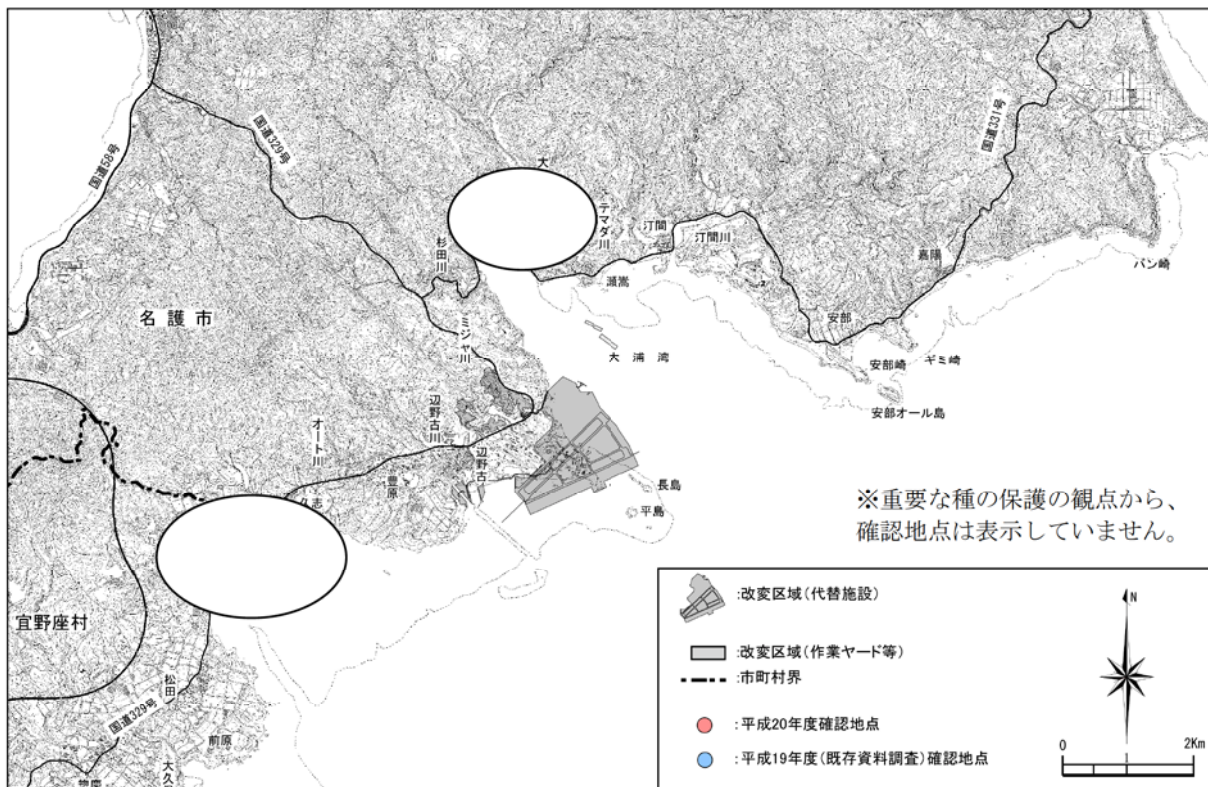 国道58号
国道329号
大
テマダ川
汀間
汀間川
国道331号
杉田川
瀬嵩
嘉陽
バン崎
名護市
ミジャ川
大浦湾
安部
安部崎
ギミ崎
安部オール島
辺野古川
オート川
辺野古
豊原
久志
長島
平島
※重要な種の保護の観点から、
確認地点は表示していません。
宜野座村
松田
国道329号
前原
大久
惣慶
:改変区域(代替施設)
:改変区域(作業ヤード等)
:市町村界
:平成20年度確認地点
:平成19年度(既存資料調査)確認地点
N
0 2Km